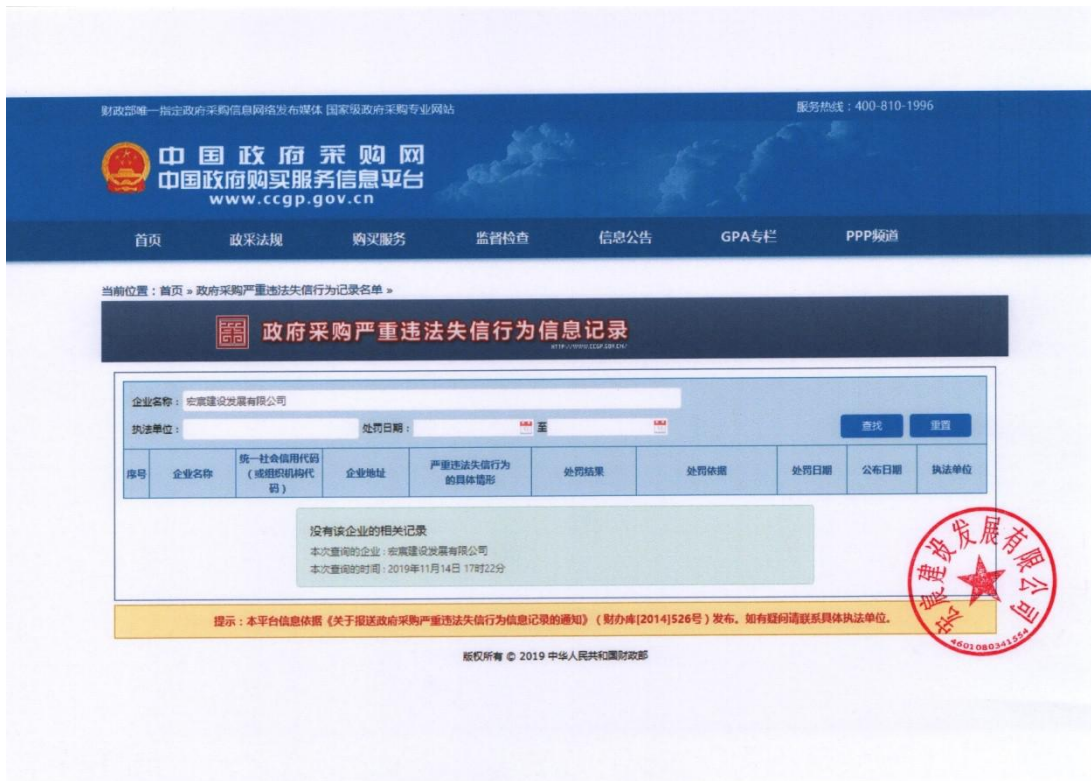 财政部唯一指定政府采购信息网络发布媒体 国家级政府采购专业网站
服务热线：400-810-1996
中国政府采购网
中国政府购买服务信息平台
www.ccgp.gov.cn
首页 政采法规 购买服务 监督检查 信息公告 GPA专栏 PPP频道
当前位置：首页 » 政府采购严重违法失信行为记录名单 »
政府采购严重违法失信行为信息记录
HTTP://WWW.CCGP.GOV.CN/
企业名称：宏宸建设发展有限公司
执法单位： 处罚日期： 至 查找 重置
序号 企业名称 统一社会信用代码（或组织机构代码） 企业地址 严重违法失信行为的具体情形 处罚结果 处罚依据 处罚日期 公布日期 执法单位
没有该企业的相关记录
本次查询的企业：宏宸建设发展有限公司
本次查询的时间：2019年11月14日 17时22分
宏宸建设发展有限公司
4601080341554
提示：本平台信息依据《关于报送政府采购严重违法失信行为信息记录的通知》（财办库[2014]526号）发布。如有疑问请联系具体执法单位。
版权所有 © 2019 中华人民共和国财政部